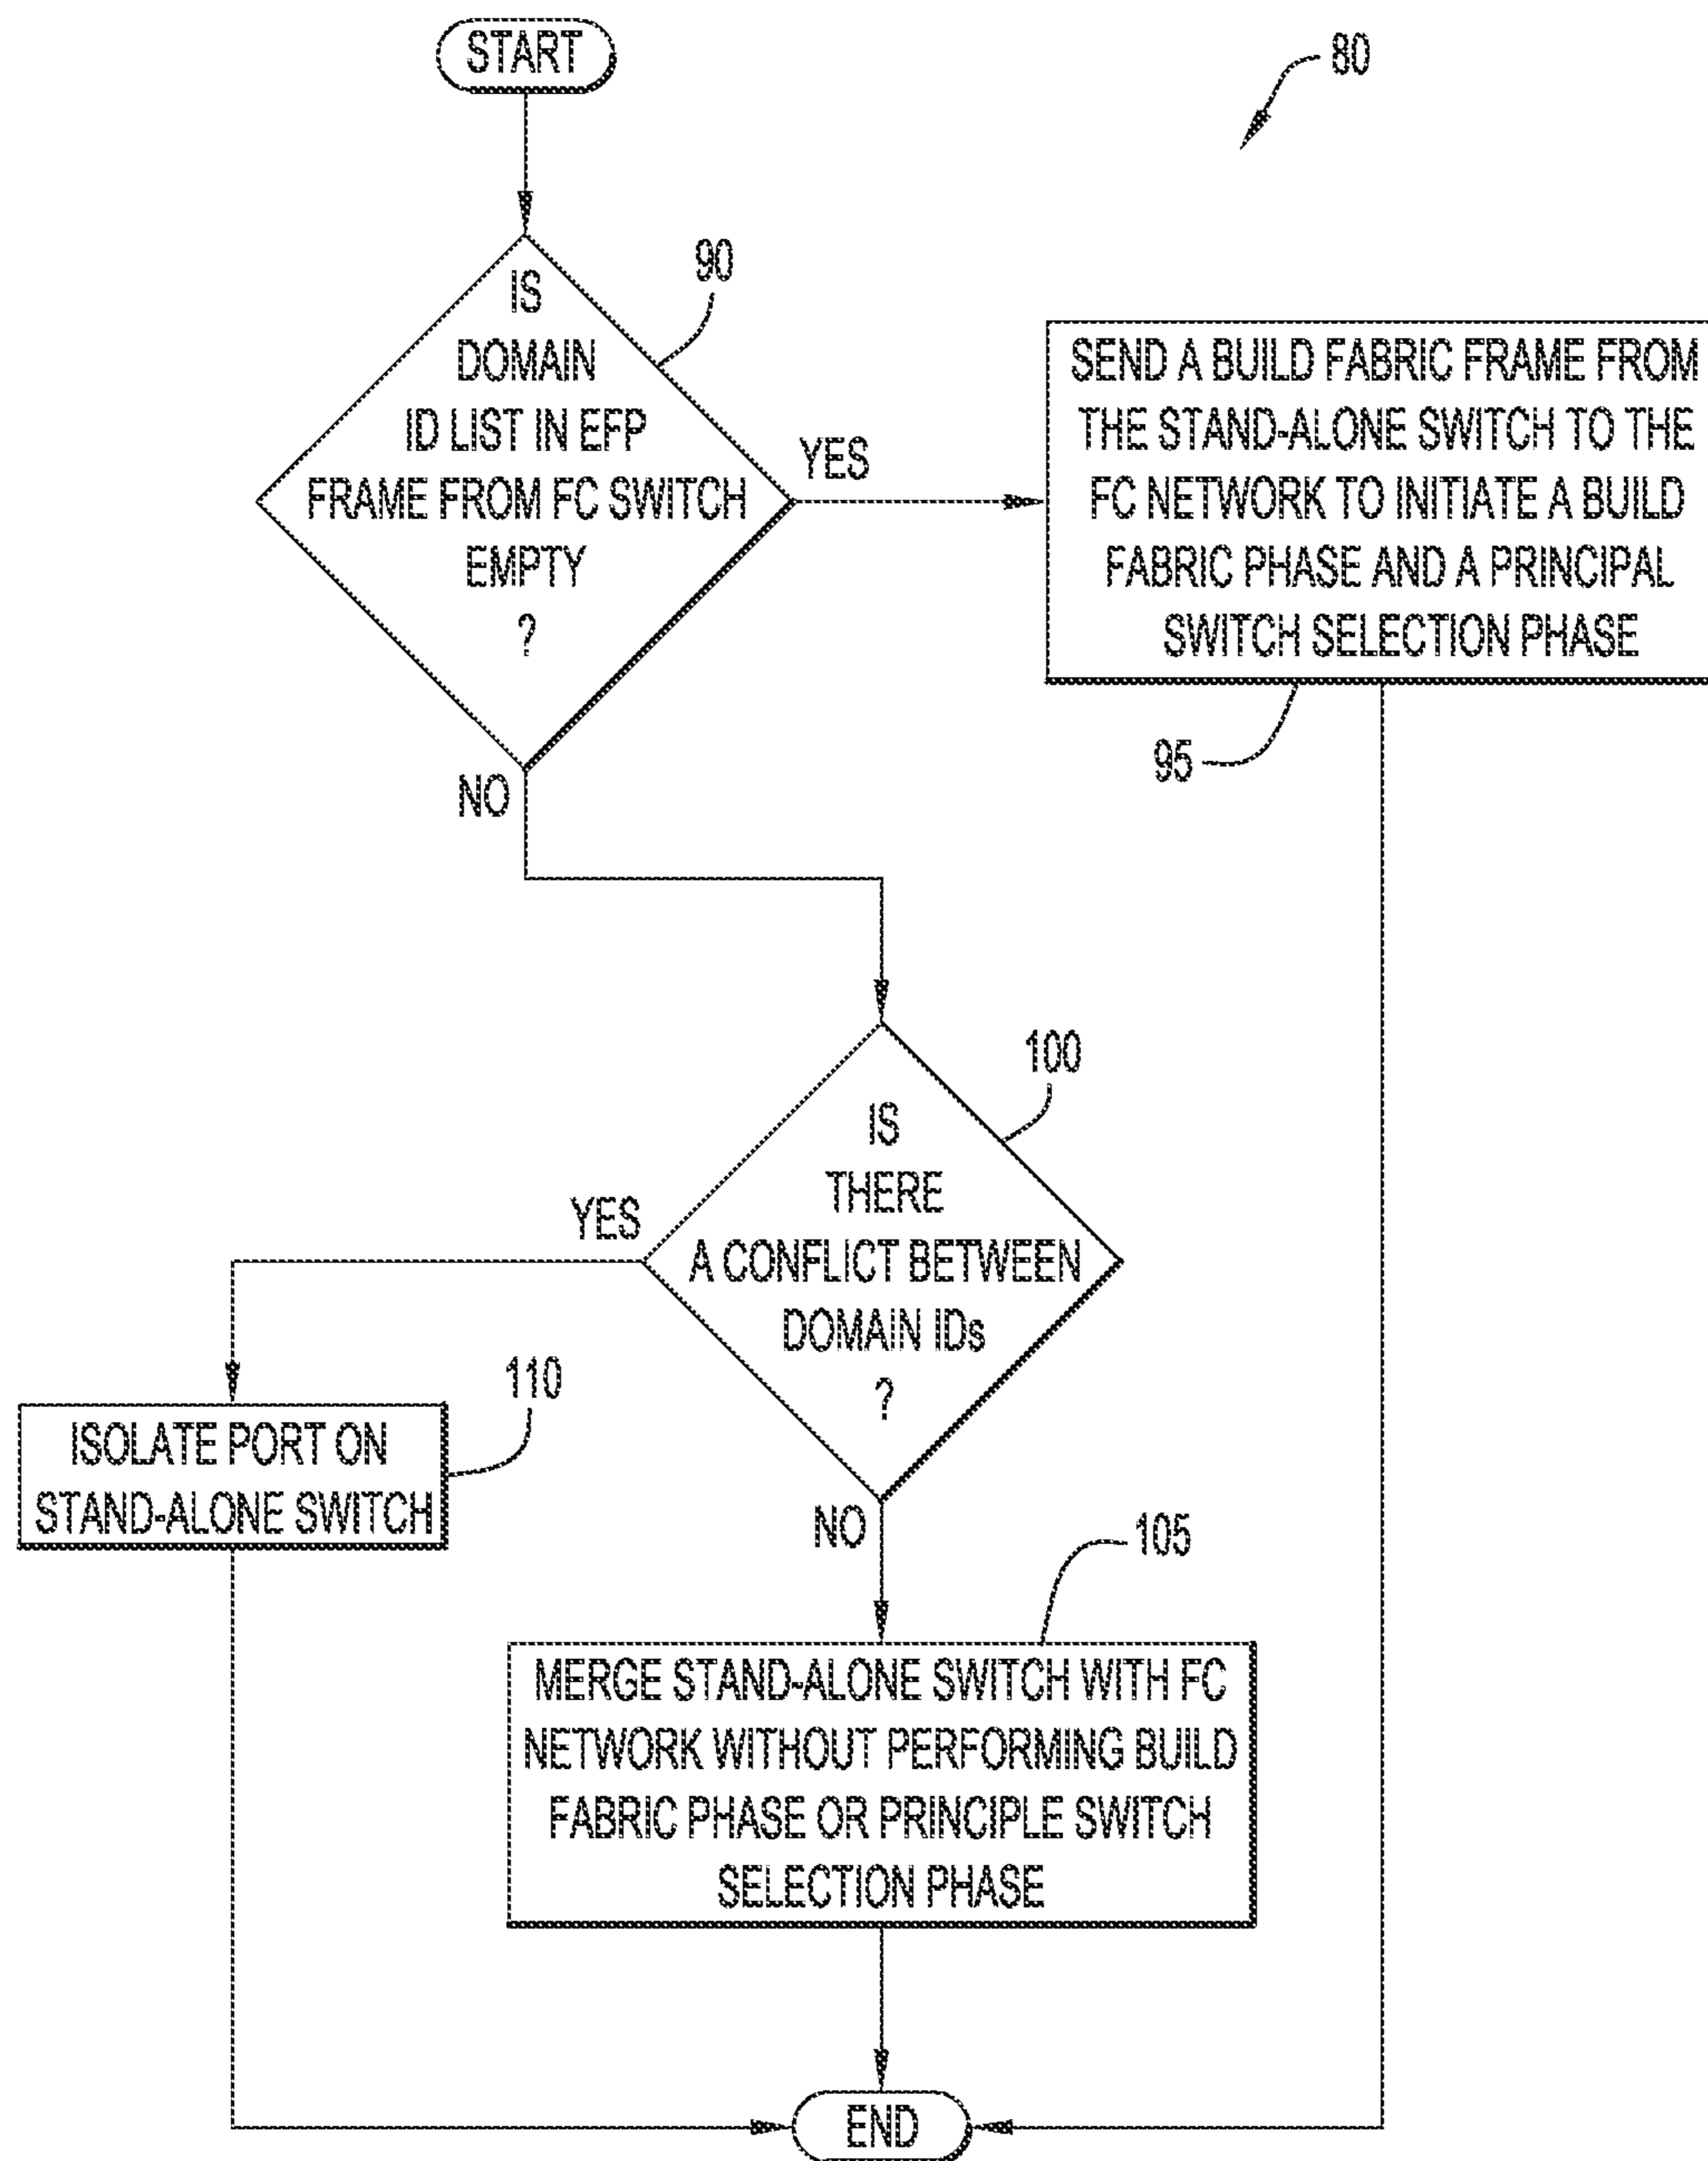 START
80
90
IS
DOMAIN
ID LIST IN EFP
FRAME FROM FC SWITCH
EMPTY
?
YES
SEND A BUILD FABRIC FRAME FROM
THE STAND-ALONE SWITCH TO THE
FC NETWORK TO INITIATE A BUILD
FABRIC PHASE AND A PRINCIPAL
SWITCH SELECTION PHASE
95
NO
100
IS
THERE
A CONFLICT BETWEEN
DOMAIN IDs
?
YES
110
ISOLATE PORT ON
STAND-ALONE SWITCH
NO
105
MERGE STAND-ALONE SWITCH WITH FC
NETWORK WITHOUT PERFORMING BUILD
FABRIC PHASE OR PRINCIPLE SWITCH
SELECTION PHASE
END